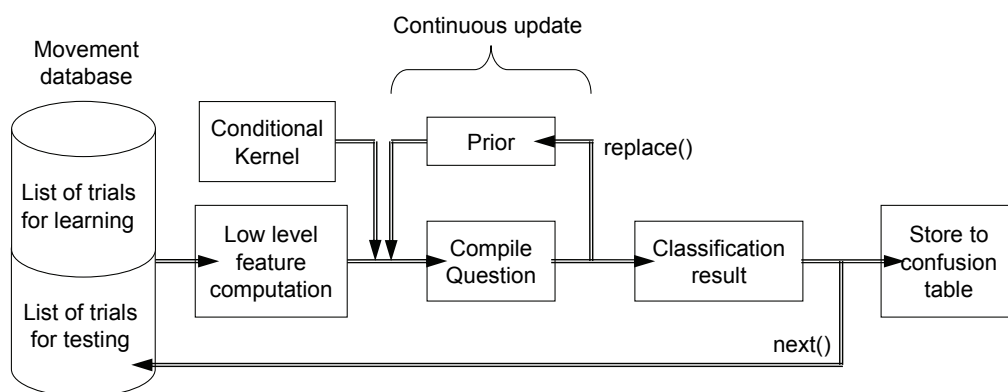 Continuous update
Movement
database
Conditional
Kernel
Prior
replace()
List of trials
for learning
Low level
feature
computation
Compile
Question
Classification
result
Store to
confusion
table
List of trials
for testing
next()